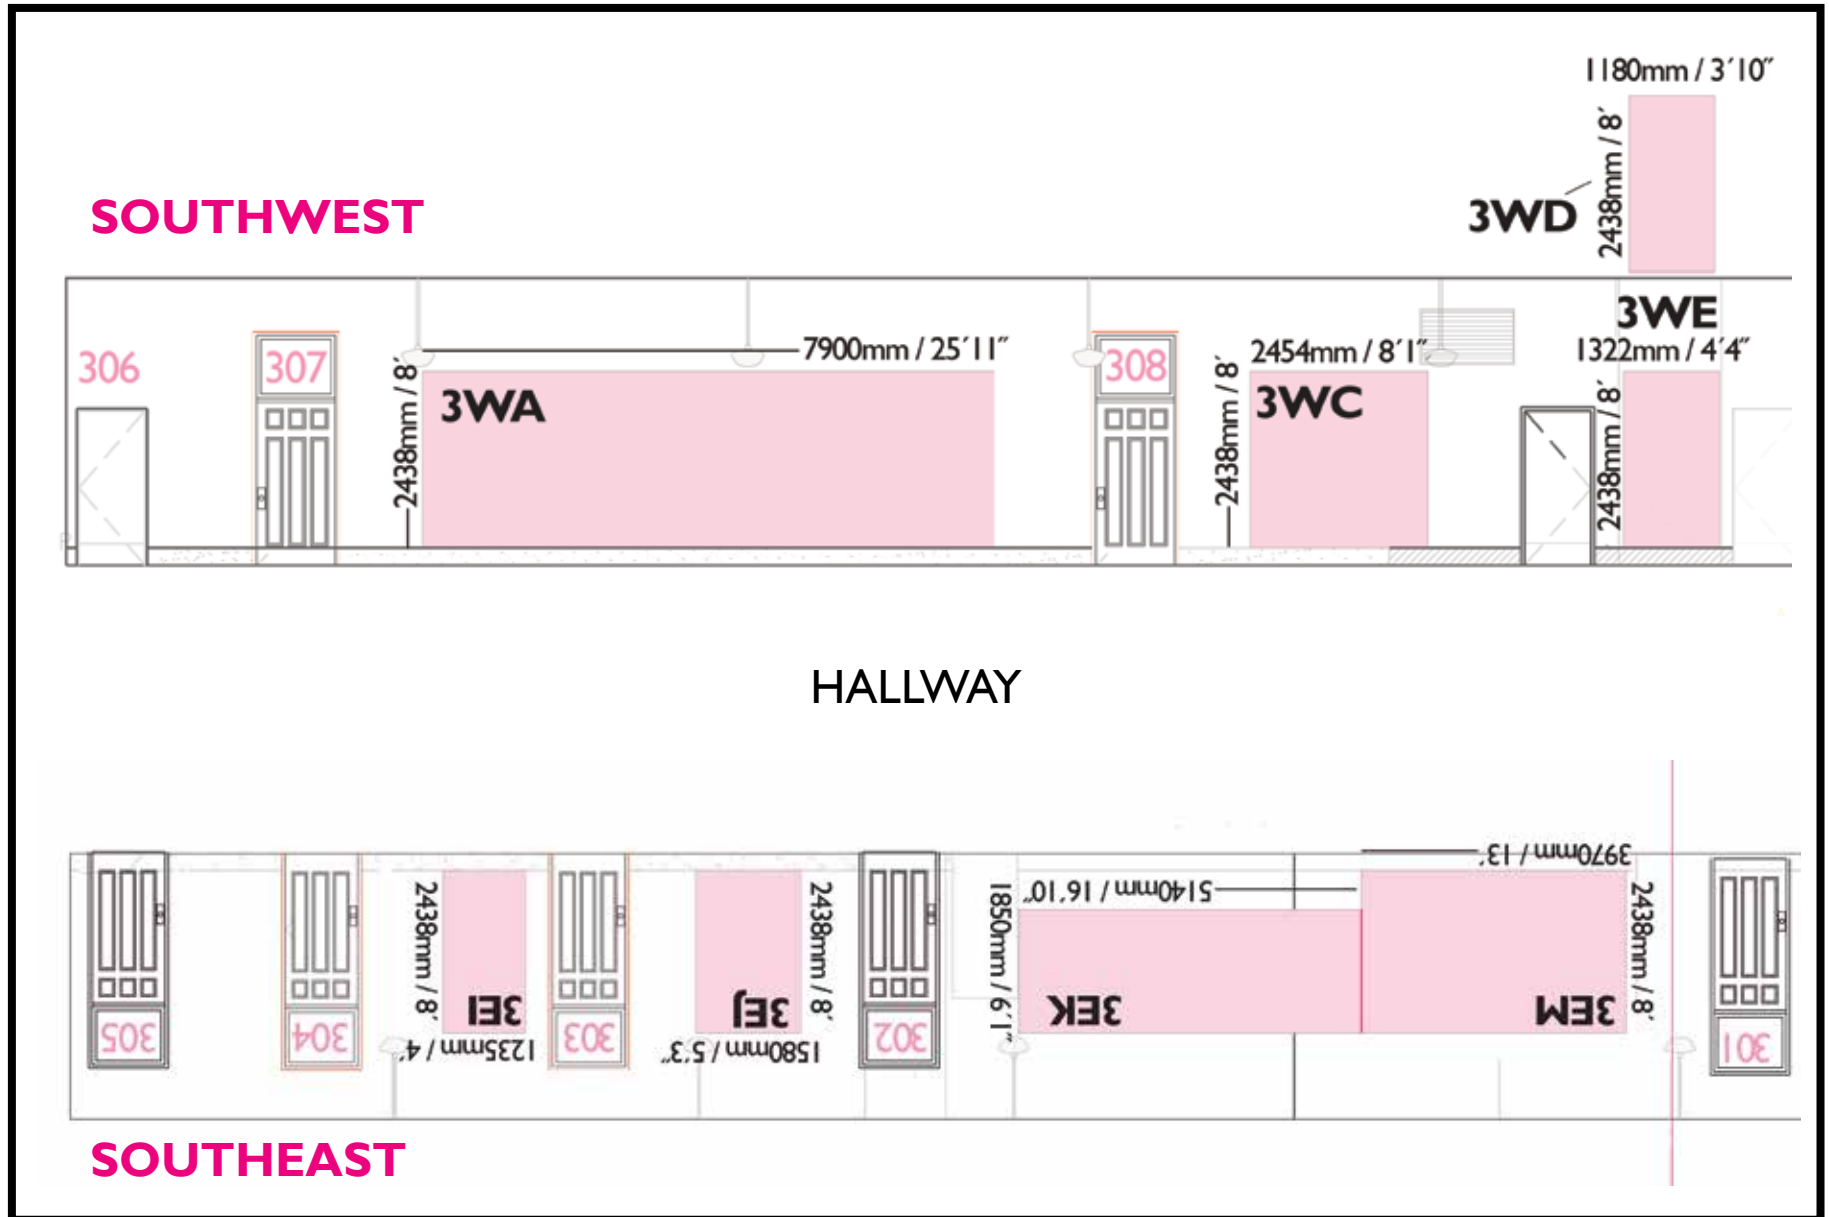 1180mm / 3′10″
2438mm / 8′
3WD
SOUTHWEST
3WE
306
307
7900mm / 25′11″
308
2454mm / 8′1″
1322mm / 4′4″
2438mm / 8′
3WA
2438mm / 8′
3WC
2438mm / 8′
HALLWAY
3970mm / 13′
5140mm / 16′10″
2438mm / 8′
2438mm / 8′
1850mm / 6′1″
2438mm / 8′
3EI
3EJ
3EK
3EM
305
304
1235mm / 4′
303
1580mm / 5′3″
302
301
SOUTHEAST